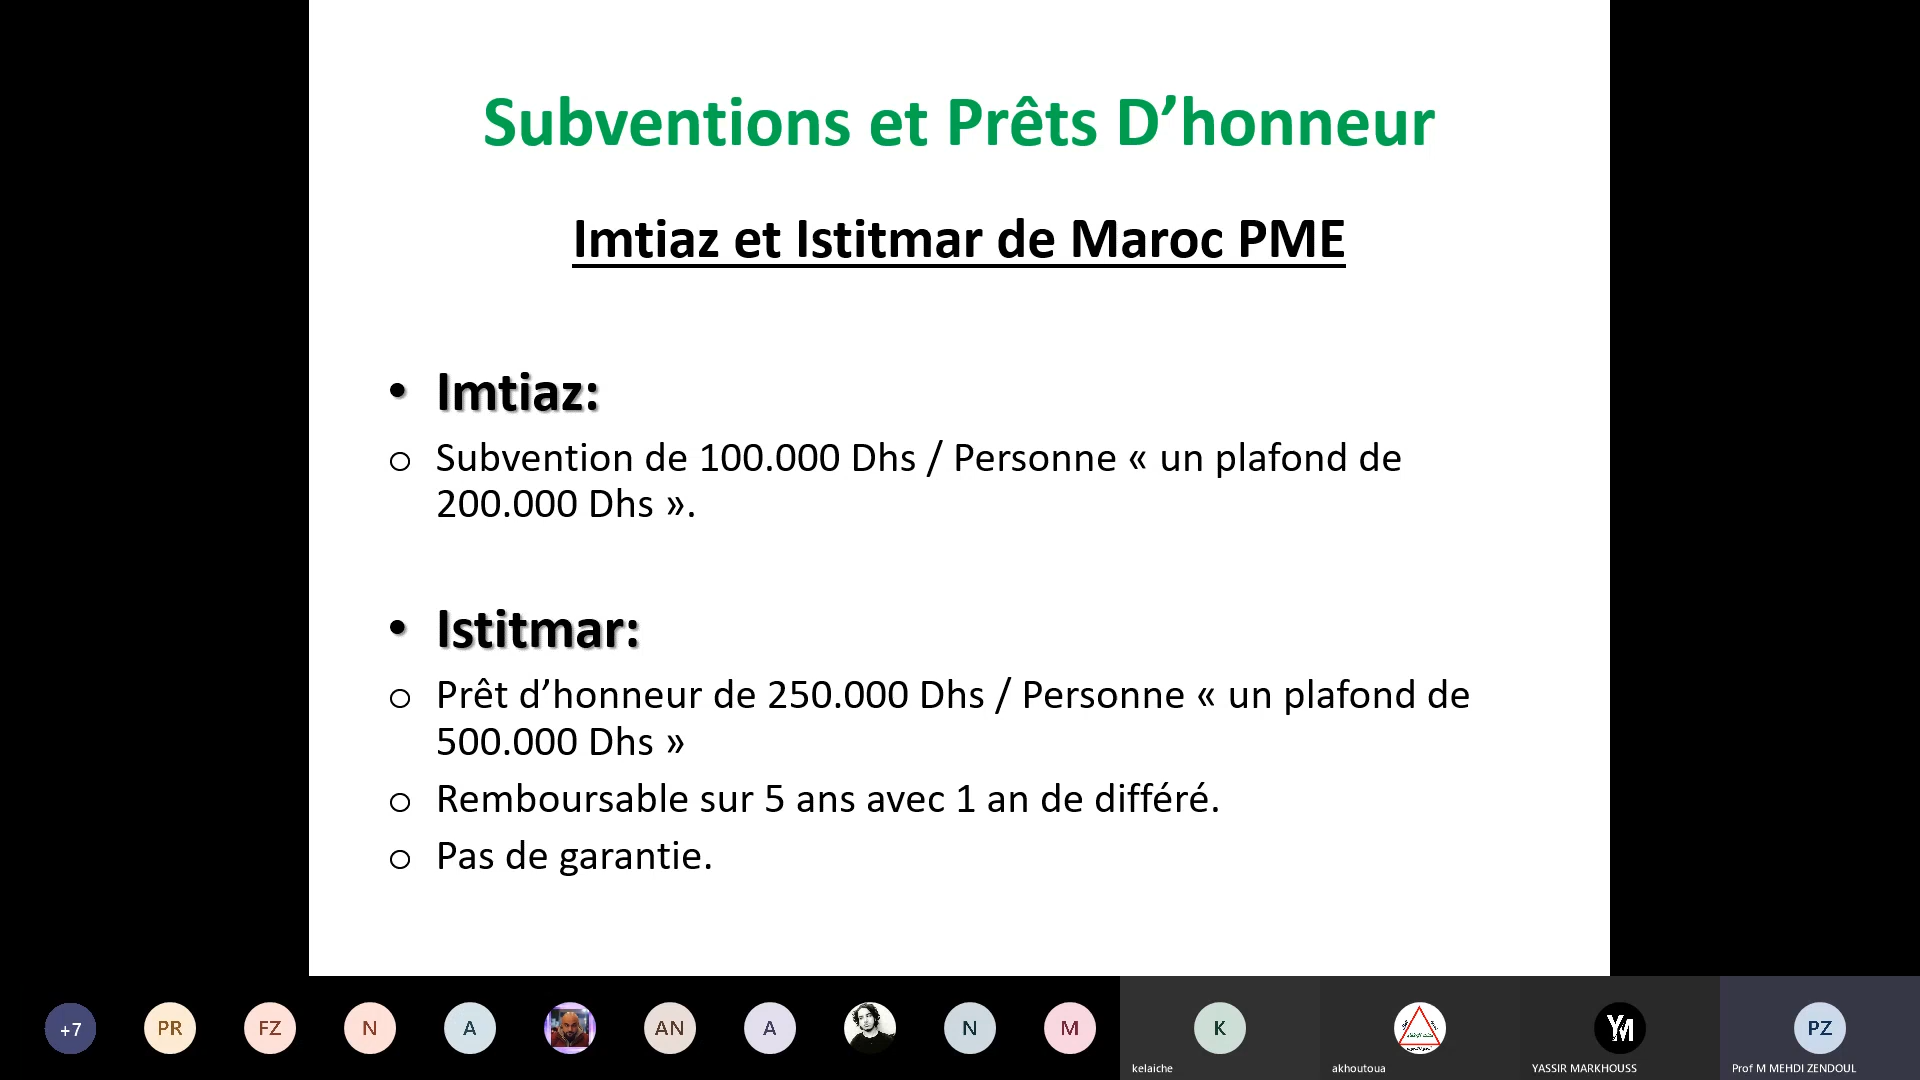 Subventions et Prêts D’honneur
Imtiaz et Istitmar de Maroc PME
• Imtiaz:
o Subvention de 100.000 Dhs / Personne « un plafond de
200.000 Dhs ».
• Istitmar:
o Prêt d’honneur de 250.000 Dhs / Personne « un plafond de
500.000 Dhs »
o Remboursable sur 5 ans avec 1 an de différé.
o Pas de garantie.
+7
PR
FZ
N
A
AN
A
N
M
K
YM
PZ
kelaiche
akhoutoua
YASSIR MARKHOUSS
Prof M MEHDI ZENDOUL